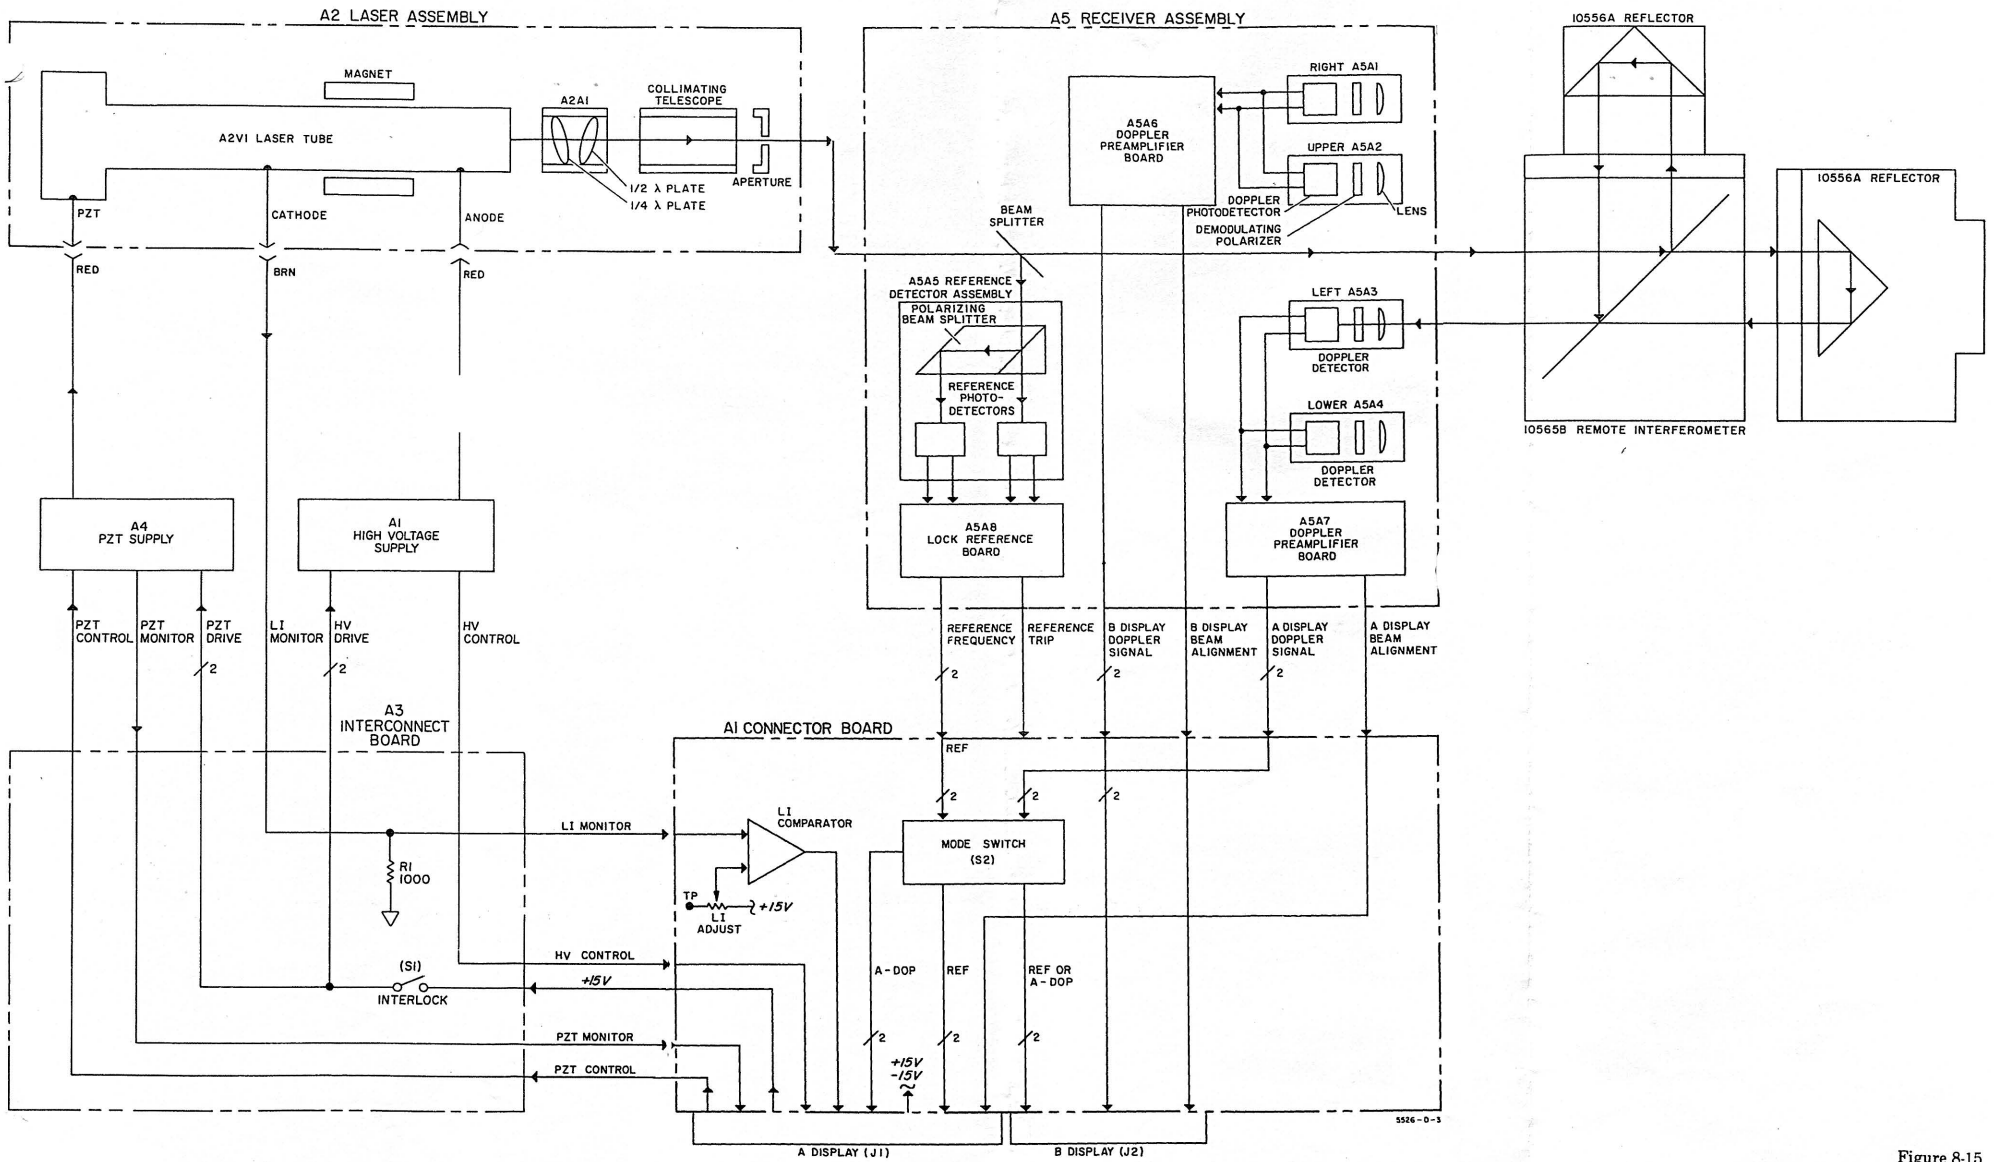 A2 LASER ASSEMBLY
A5 RECEIVER ASSEMBLY
10556A REFLECTOR
MAGNET
A2V1 LASER TUBE
A2A1
COLLIMATING
TELESCOPE
1/2 λ PLATE
1/4 λ PLATE
APERTURE
PZT
CATHODE
ANODE
RED
BRN
RED
A5A6
DOPPLER
PREAMPLIFIER
BOARD
RIGHT A5A1
UPPER A5A2
DOPPLER
PHOTODETECTOR
LENS
DEMODULATING
POLARIZER
BEAM
SPLITTER
10556A REFLECTOR
A5A5 REFERENCE
DETECTOR ASSEMBLY
POLARIZING
BEAM SPLITTER
REFERENCE
PHOTO-
DETECTORS
LEFT A5A3
DOPPLER
DETECTOR
LOWER A5A4
DOPPLER
DETECTOR
10565B REMOTE INTERFEROMETER
A4
PZT SUPPLY
A1
HIGH VOLTAGE
SUPPLY
A5A8
LOCK REFERENCE
BOARD
A5A7
DOPPLER
PREAMPLIFIER
BOARD
PZT
CONTROL
PZT
MONITOR
PZT
DRIVE
2
LI
MONITOR
HV
DRIVE
2
HV
CONTROL
REFERENCE
FREQUENCY
2
REFERENCE
TRIP
B DISPLAY
DOPPLER
SIGNAL
2
B DISPLAY
BEAM
ALIGNMENT
A DISPLAY
DOPPLER
SIGNAL
2
A DISPLAY
BEAM
ALIGNMENT
A3
INTERCONNECT
BOARD
A1 CONNECTOR BOARD
REF
2
2
2
LI MONITOR
LI
COMPARATOR
MODE SWITCH
(S2)
R1
1000
TP
+15V
LI
ADJUST
HV CONTROL
(S1)
INTERLOCK
+15V
A-DOP
REF
REF OR
A-DOP
PZT MONITOR
2
2
2
+15V
-15V
PZT CONTROL
5526-D-3
A DISPLAY (J1)
B DISPLAY (J2)
Figure 8-15